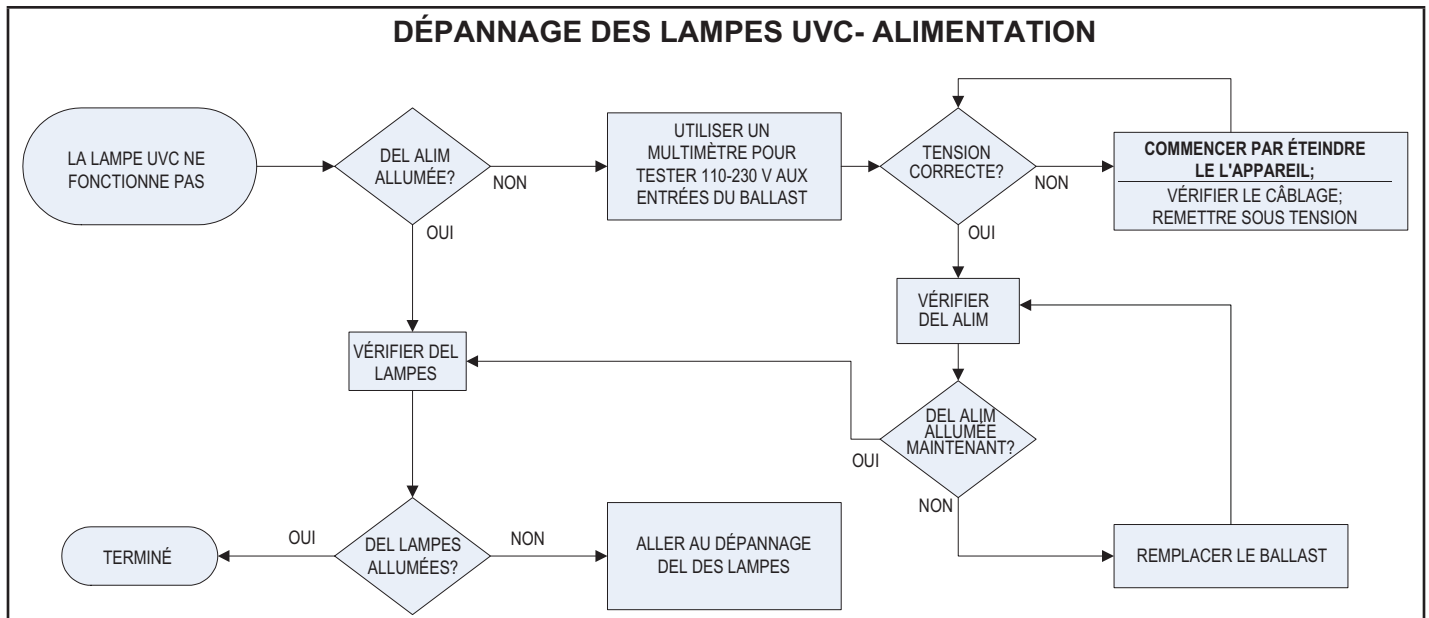 DÉPANNAGE DES LAMPES UVC- ALIMENTATION
LA LAMPE UVC NE
FONCTIONNE PAS
DEL ALIM
ALLUMÉE?
NON
OUI
UTILISER UN
MULTIMÈTRE POUR
TESTER 110-230 V AUX
ENTRÉES DU BALLAST
TENSION
CORRECTE?
NON
OUI
COMMENCER PAR ÉTEINDRE
LE L'APPAREIL;
VÉRIFIER LE CÂBLAGE;
REMETTRE SOUS TENSION
VÉRIFIER
DEL ALIM
VÉRIFIER DEL
LAMPES
DEL ALIM
ALLUMÉE
MAINTENANT?
OUI
NON
TERMINÉ
OUI
DEL LAMPES
ALLUMÉES?
NON
ALLER AU DÉPANNAGE
DEL DES LAMPES
REMPLACER LE BALLAST